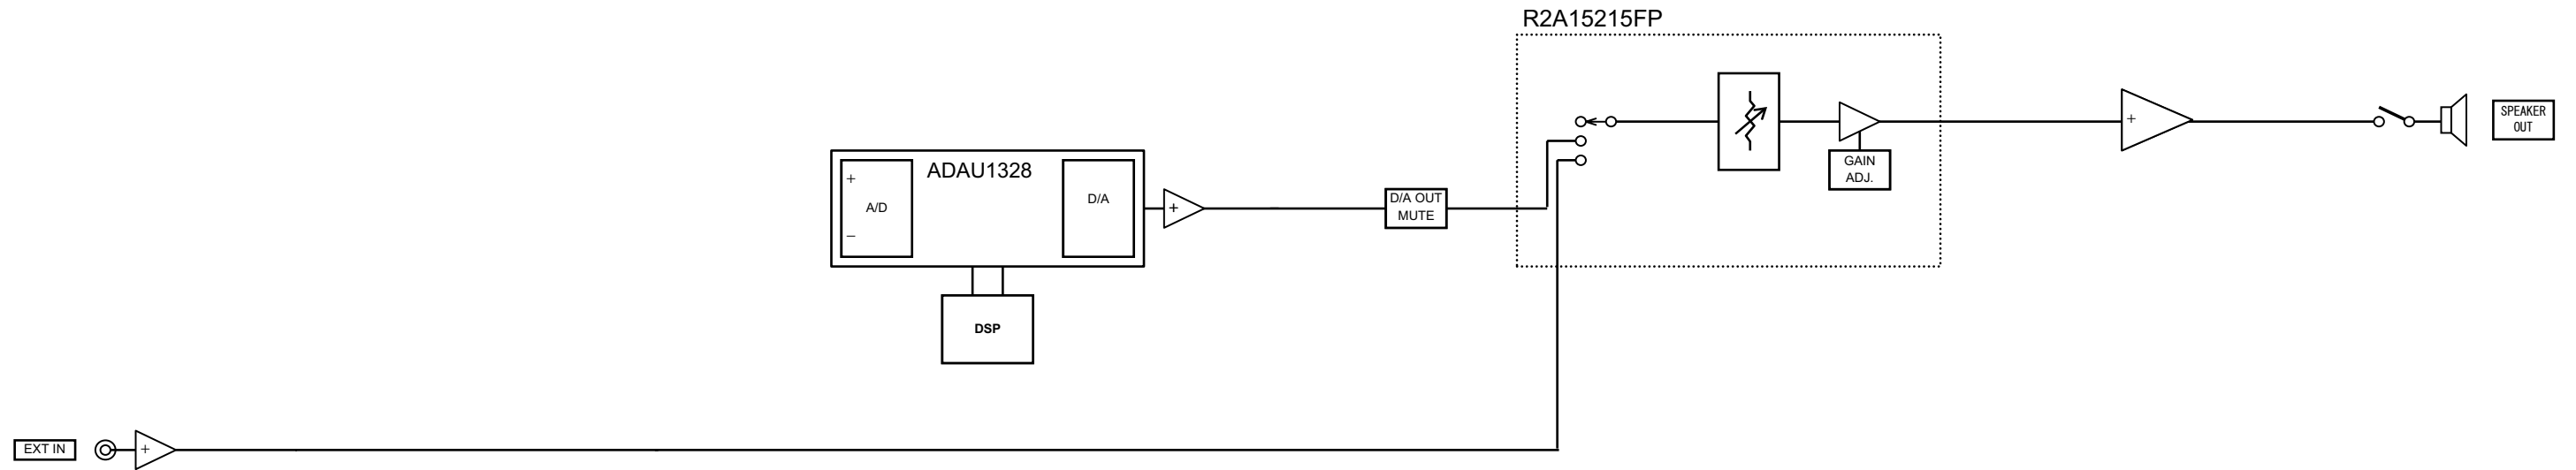 R2A15215FP
SPEAKER
OUT
GAIN
ADJ.
ADAU1328
+
A/D
−
D/A
+
D/A OUT
MUTE
+
DSP
EXT IN
+